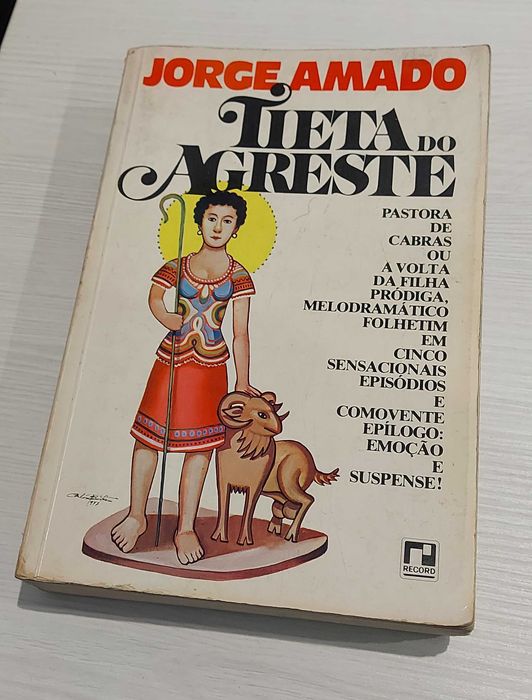 JORGE AMADO
TIETA DO
AGRESTE
PASTORA
DE
CABRAS
OU
A VOLTA
DA FILHA
PRÓDIGA,
MELODRAMÁTICO
FOLHETIM
EM
CINCO
SENSACIONAIS
EPISÓDIOS
E
COMOVENTE
EPÍLOGO:
EMOÇÃO
E
SUSPENSE!
1977
RECORD